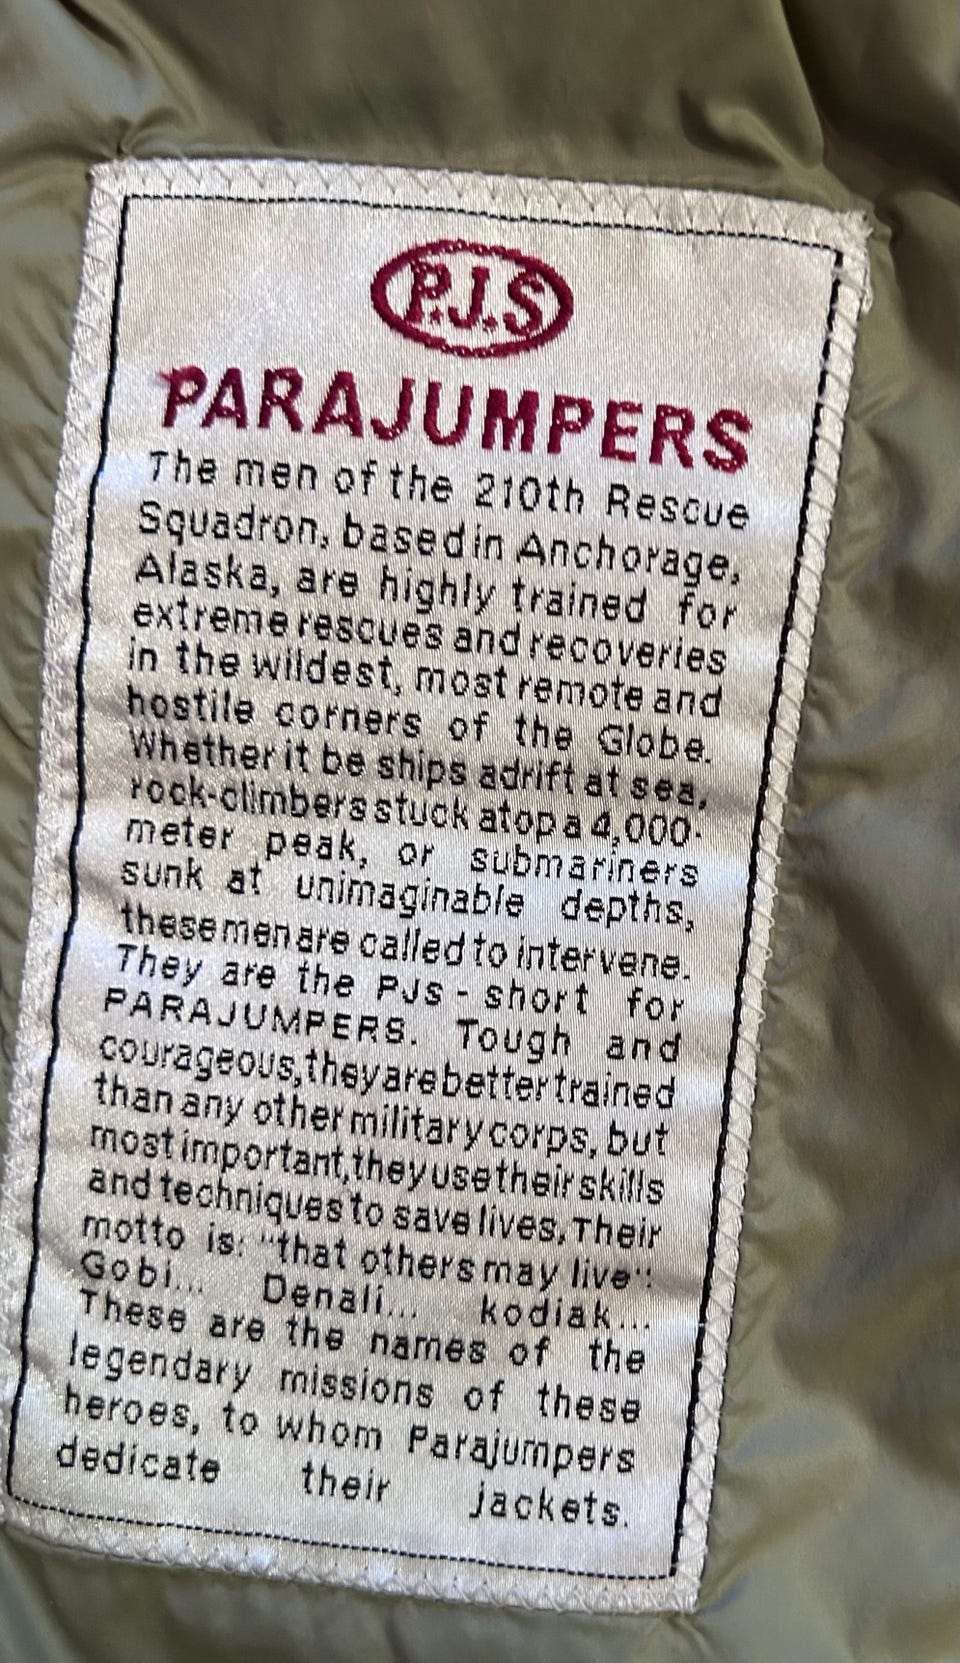 P.J.S
PARAJUMPERS
The men of the 210th Rescue
Squadron, based in Anchorage,
Alaska, are highly trained for
extreme rescues and recoveries
in the wildest, most remote and
hostile corners of the Globe.
Whether it be ships adrift at sea,
rock-climbers stuck atop a 4,000-
meter peak, or submariners
sunk at unimaginable depths,
these men are called to intervene.
They are the PJS - short for
PARAJUMPERS. Tough and
courageous, they are better trained
than any other military corps, but
most important, they use their skills
and techniques to save lives, Their
motto is: "that others may live":
Gobi... Denali... kodiak...
These are the names of the
legendary missions of these
heroes, to whom Parajumpers
dedicate their jackets.